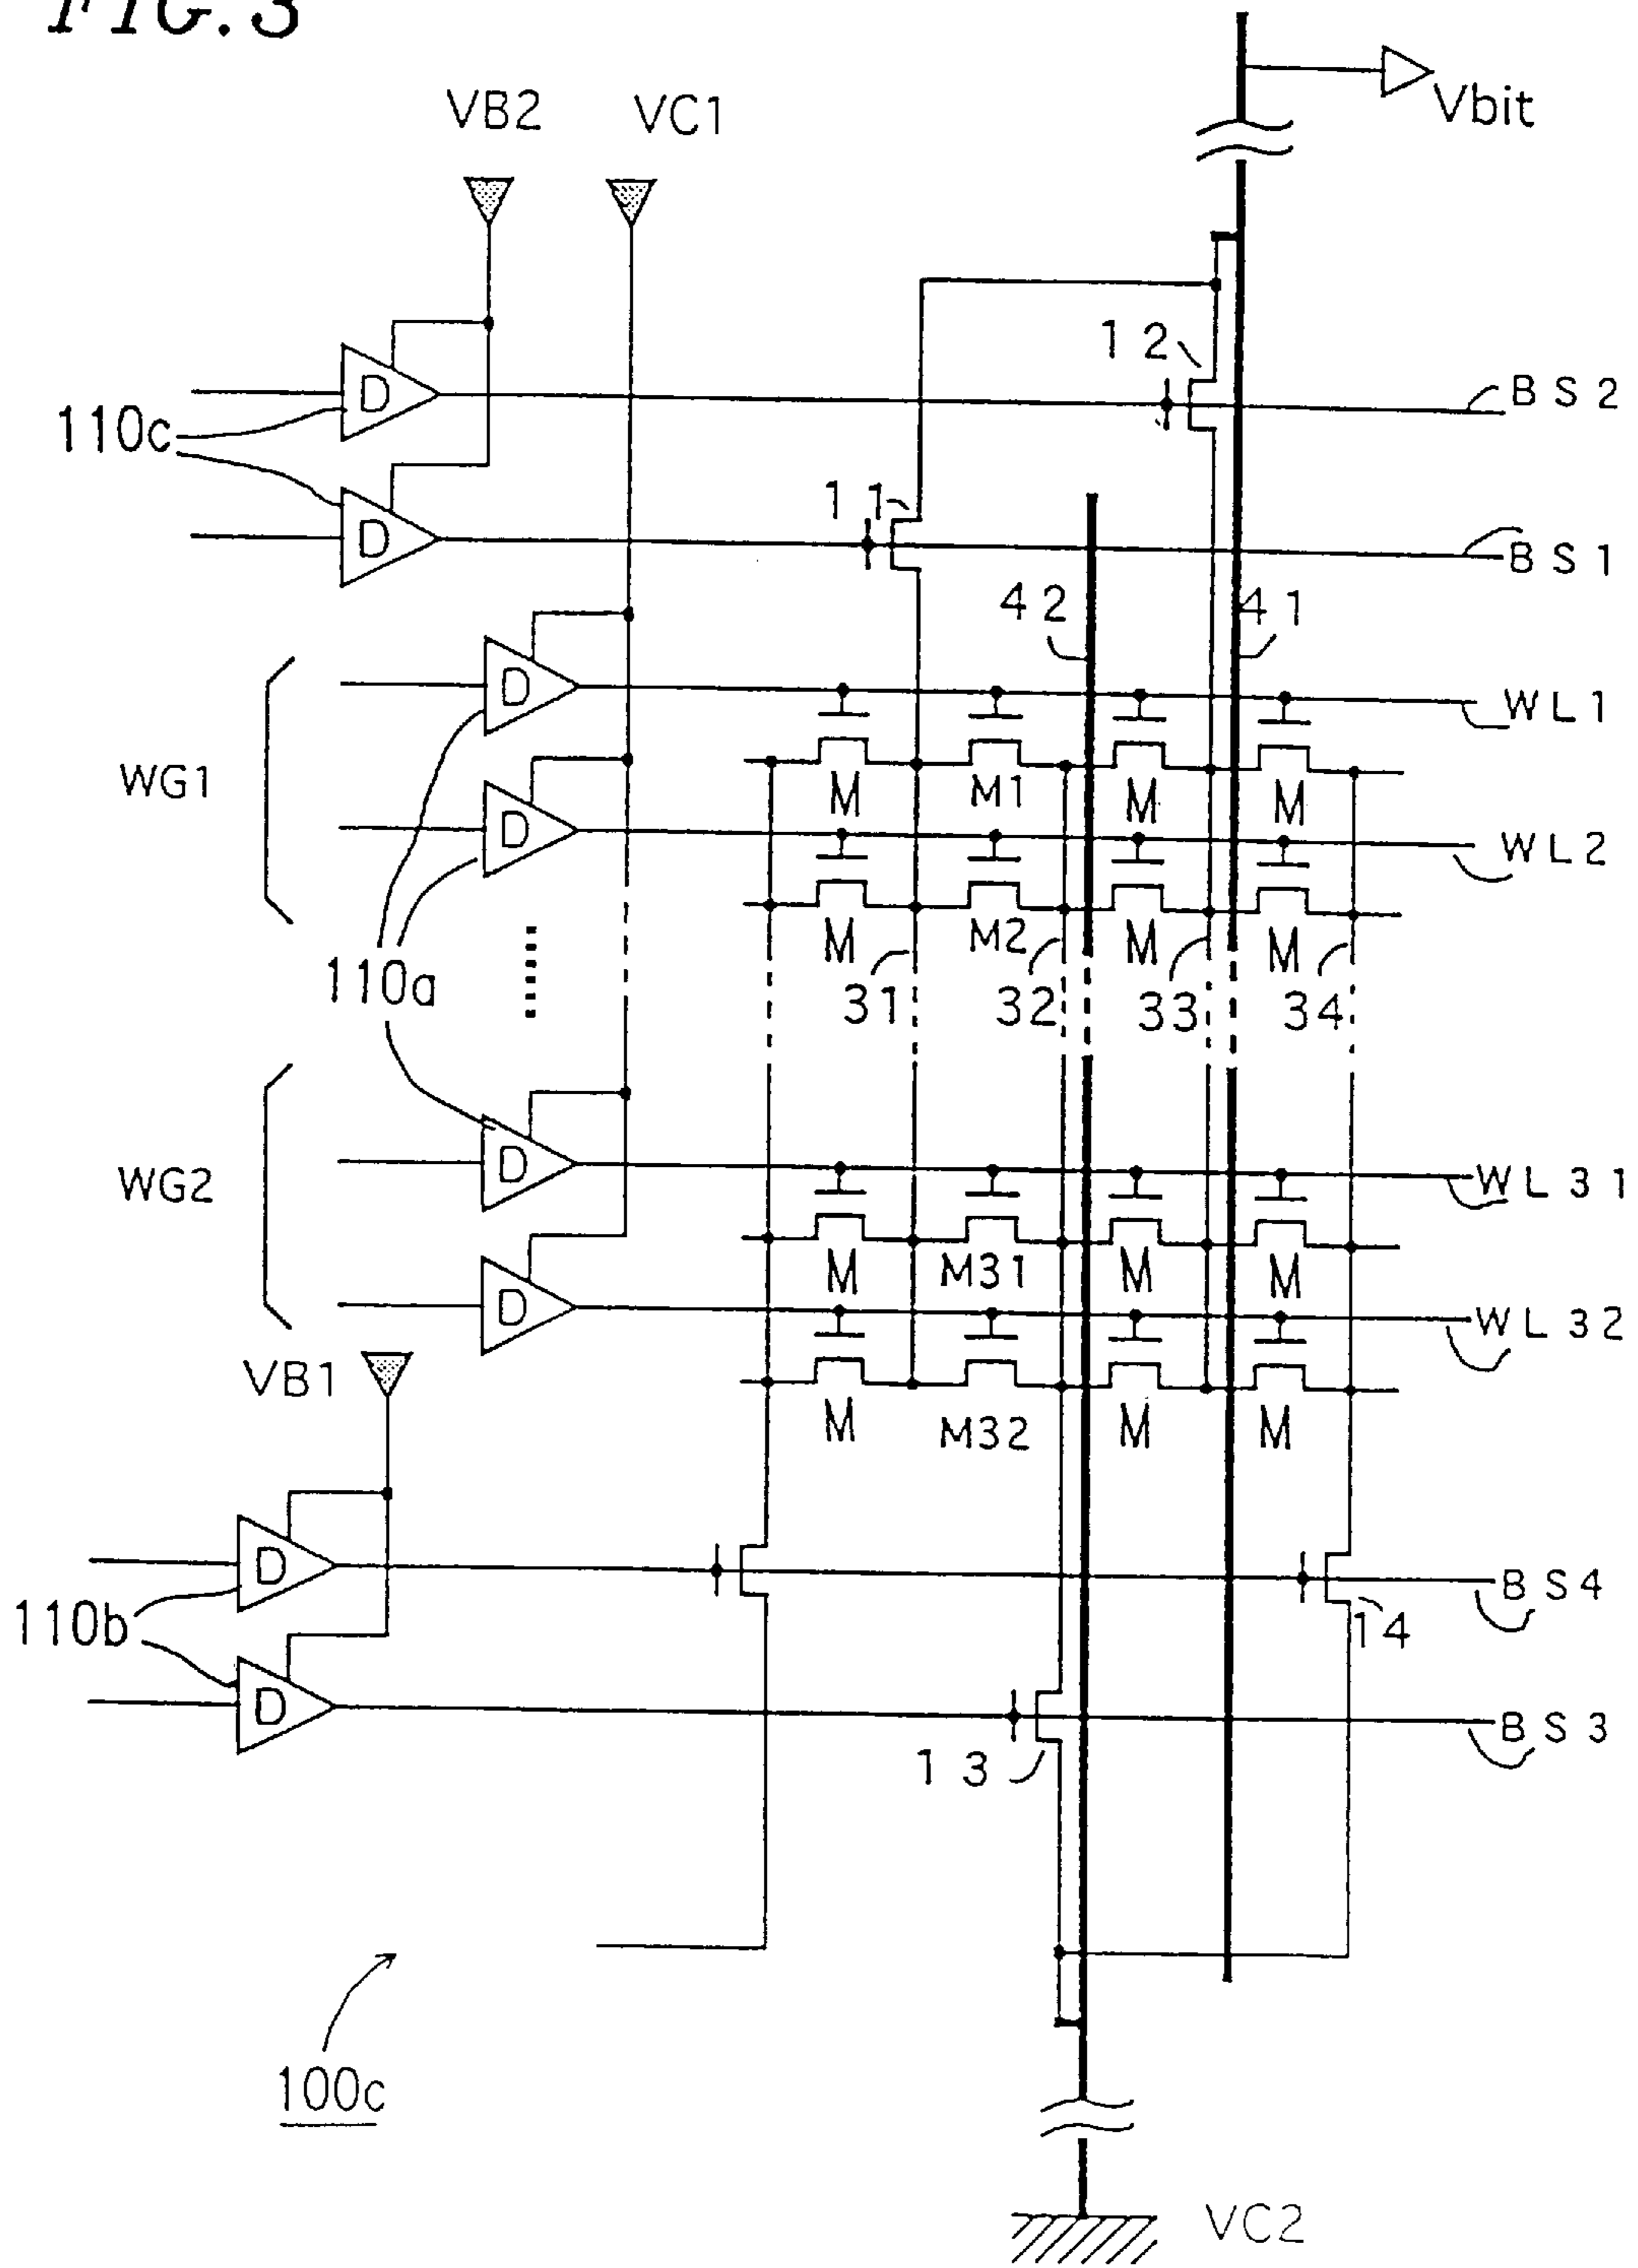 FIG. 3
Vbit
VB2 VC1
12
D BS2
110c
11
D BS1
42 41
D WL1
WG1 M M1 M M
D WL2
M M2 M M
110a 31 32 33 34
D WL31
WG2 M M31 M M
D WL32
VB1
M M32 M M
D BS4
110b 14
D BS3
13
100c
VC2